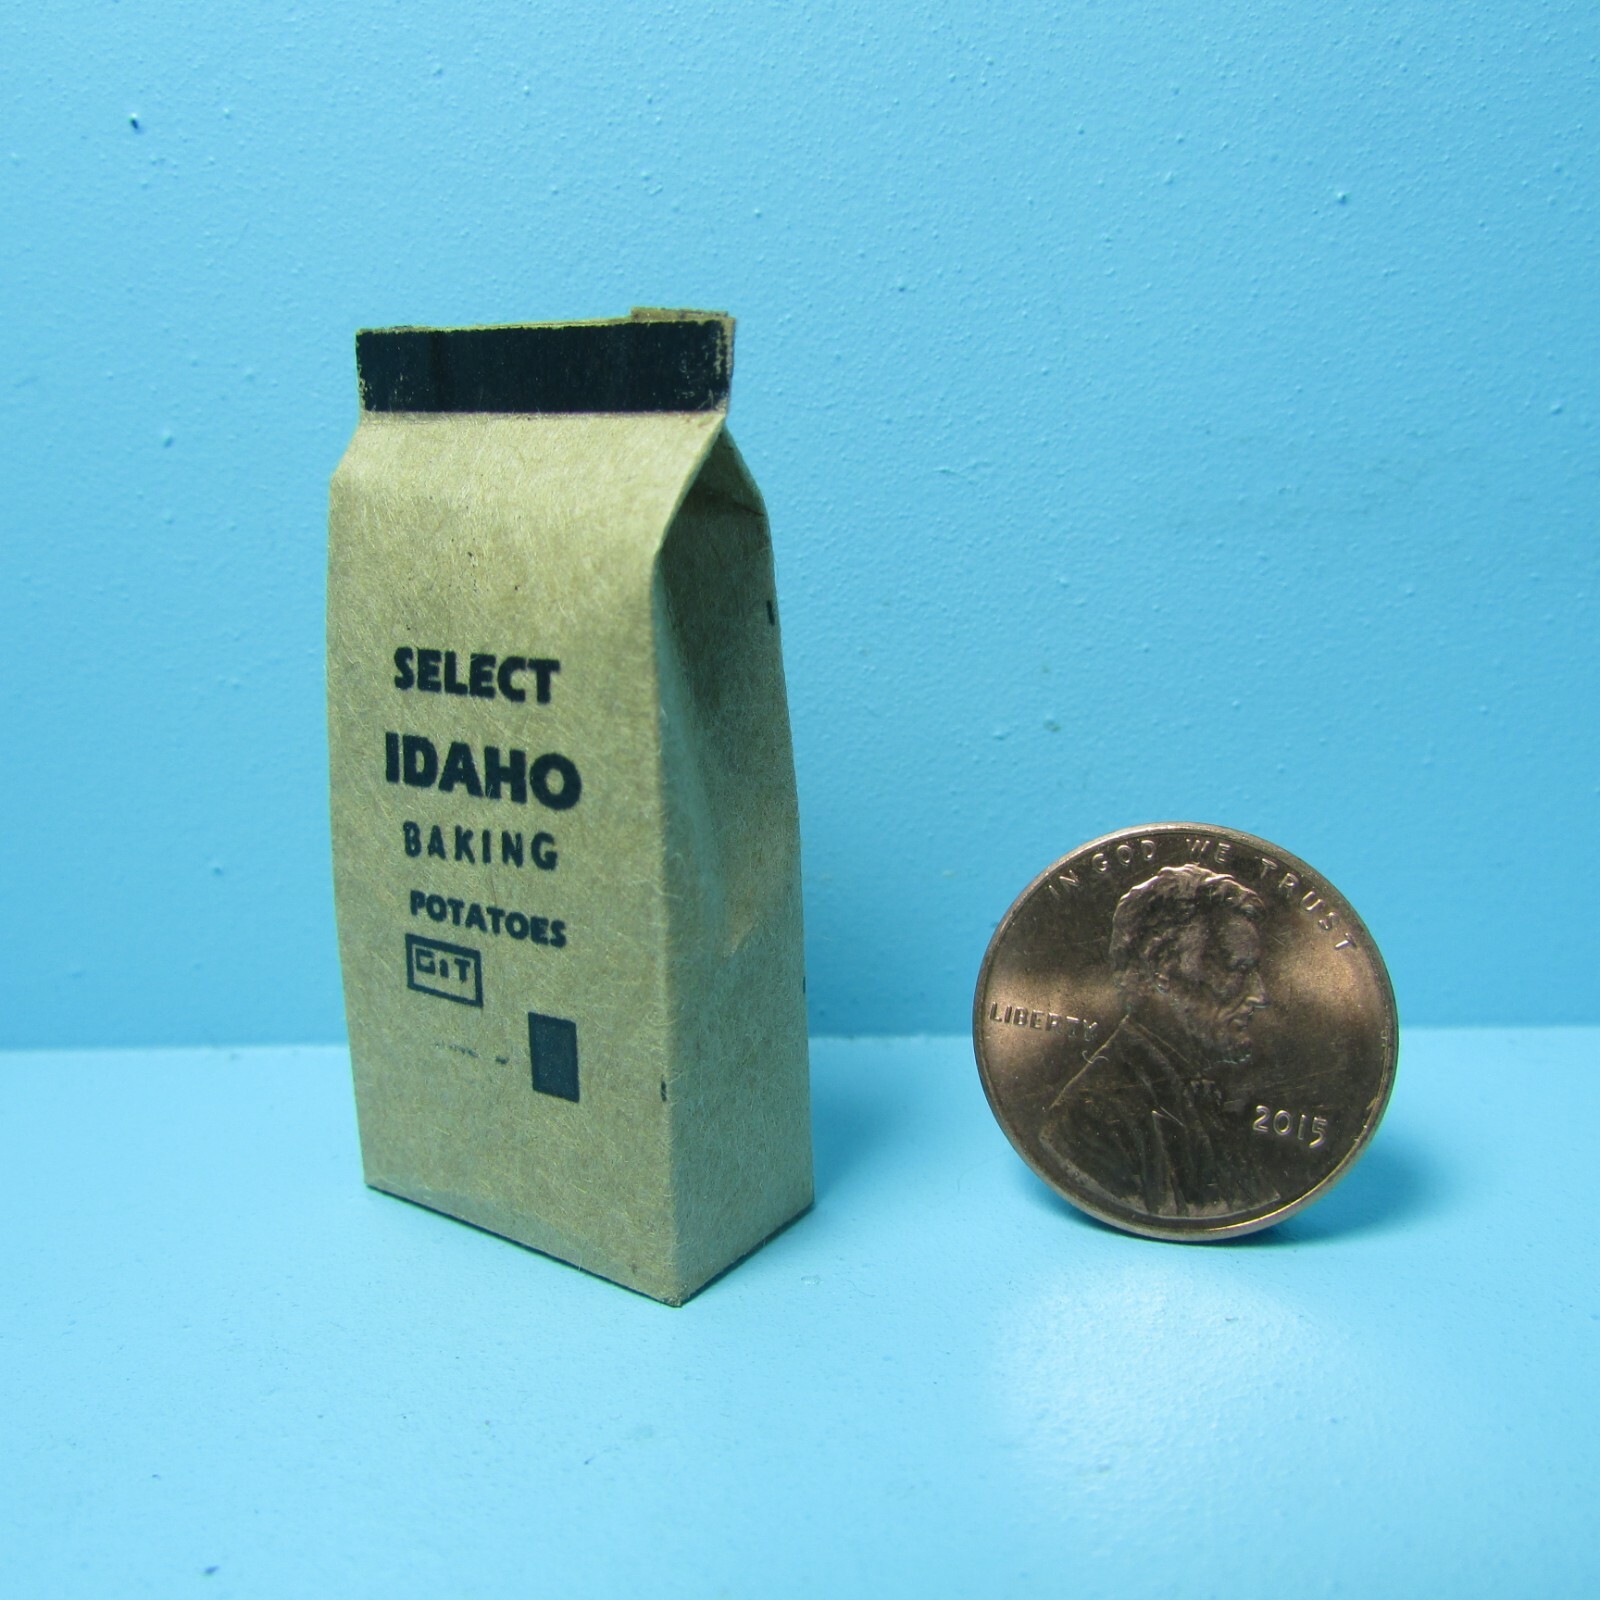 SELECT
IDAHO
BAKING
POTATOES
IN GOD WE TRUST
LIBERTY
2015